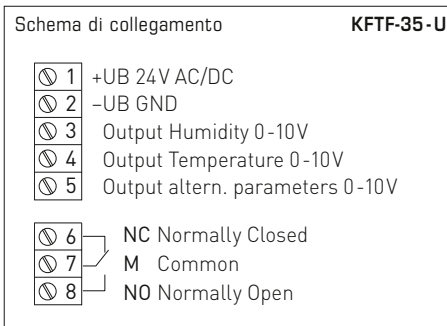 Schema di collegamento KFTF-35-U
1 +UB 24V AC/DC
2 –UB GND
3 Output Humidity 0-10V
4 Output Temperature 0-10V
5 Output altern. parameters 0-10V
6 NC Normally Closed
7 M Common
8 NO Normally Open